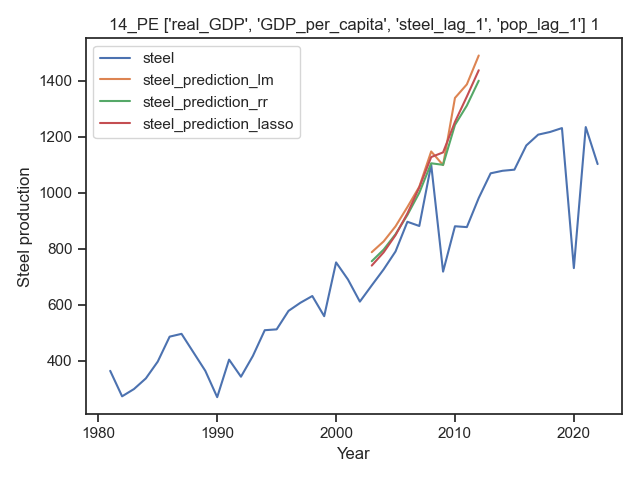 14_PE ['real_GDP', 'GDP_per_capita', 'steel_lag_1', 'pop_lag_1'] 1
steel
steel_prediction_lm
steel_prediction_rr
steel_prediction_lasso
1400
1200
1000
800
600
400
Steel production
1980 1990 2000 2010 2020
Year